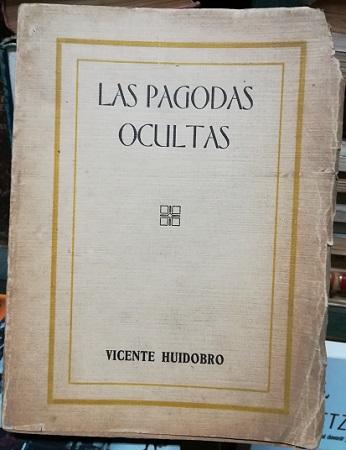 LAS PAGODAS
OCULTAS
VICENTE HUIDOBRO